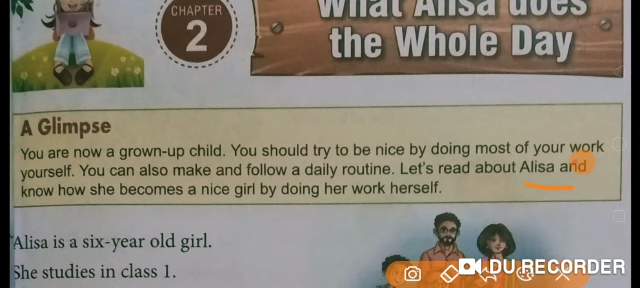 CHAPTER
2
What Alisa does
the Whole Day
A Glimpse
You are now a grown-up child. You should try to be nice by doing most of your work
yourself. You can also make and follow a daily routine. Let's read about Alisa and
know how she becomes a nice girl by doing her work herself.
Alisa is a six-year old girl.
She studies in class 1.
DU RECORDER